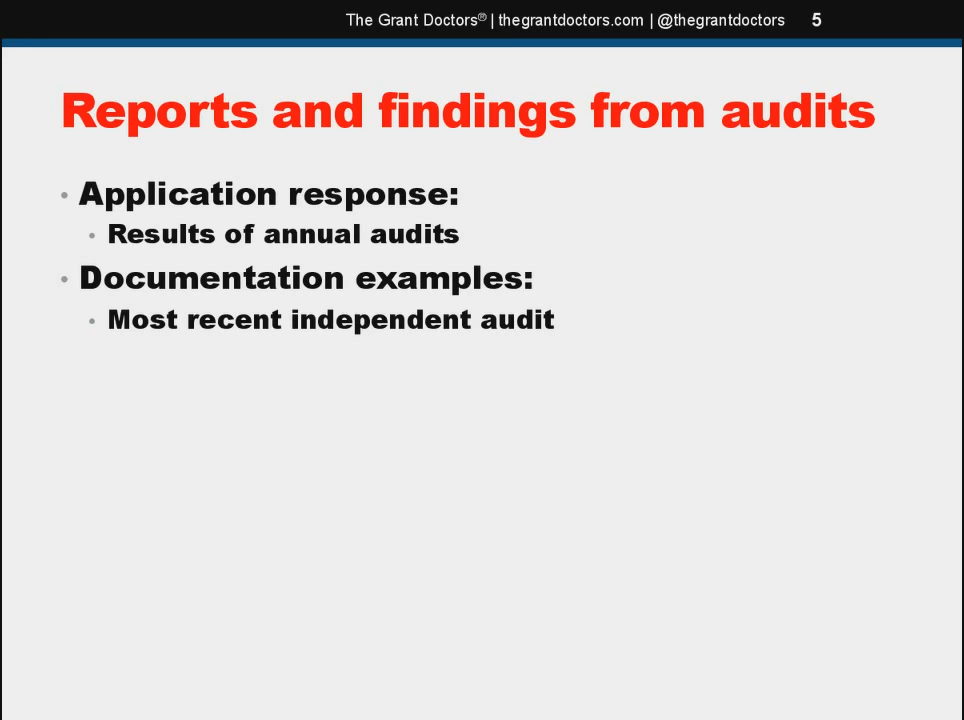 The Grant Doctors® | thegrantdoctors.com | @thegrantdoctors 5
Reports and findings from audits
• Application response:
• Results of annual audits
• Documentation examples:
• Most recent independent audit